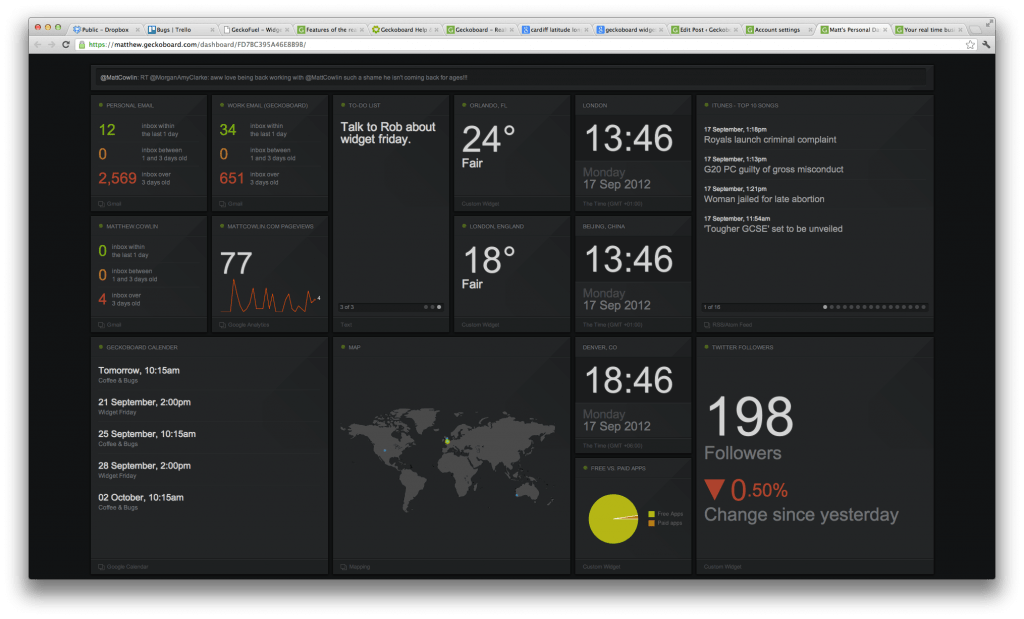 Public - Dropbox
Bugs | Trello
GeckoFuel - Widg
Features of the rea
Geckoboard Help &
Geckoboard - Real
cardiff latitude lon
geckoboard widge
Edit Post ‹ Geckob
Account settings
Matt's Personal Da
Your real time bus
https://matthew.geckoboard.com/dashboard/FD78C395A46E8B98/
@MattCowlin: RT @MorganAmyClarke: aww love being back working with @MattCowlin such a shame he isn't coming back for ages!!!
PERSONAL EMAIL
12
inbox within
the last 1 day
0
inbox between
1 and 3 days old
2,569
inbox over
3 days old
Gmail
WORK EMAIL (GECKOBOARD)
34
inbox within
the last 1 day
0
inbox between
1 and 3 days old
651
inbox over
3 days old
Gmail
TO-DO LIST
Talk to Rob about
widget friday.
3 of 3
Text
ORLANDO, FL
24°
Fair
Custom Widget
LONDON
13:46
Monday
17 Sep 2012
The Time (GMT +01:00)
ITUNES - TOP 10 SONGS
17 September, 1:18pm
Royals launch criminal complaint
17 September, 1:13pm
G20 PC guilty of gross misconduct
17 September, 1:21pm
Woman jailed for late abortion
17 September, 11:54am
'Tougher GCSE' set to be unveiled
1 of 16
RSS/Atom Feed
MATTHEW.COWLIN
0
inbox within
the last 1 day
0
inbox between
1 and 3 days old
4
inbox over
3 days old
Gmail
MATTCOWLIN.COM PAGEVIEWS
77
4
Google Analytics
LONDON, ENGLAND
18°
Fair
Custom Widget
BEIJING, CHINA
13:46
Monday
17 Sep 2012
The Time (GMT +01:00)
GECKOBOARD CALENDER
Tomorrow, 10:15am
Coffee & Bugs
21 September, 2:00pm
Widget Friday
25 September, 10:15am
Coffee & Bugs
28 September, 2:00pm
Widget Friday
02 October, 10:15am
Coffee & Bugs
Google Calendar
MAP
Mapping
DENVER, CO
18:46
Monday
17 Sep 2012
FREE VS. PAID APPS
Free Apps
Paid apps
Custom Widget
TWITTER FOLLOWERS
198
Followers
0.50%
Change since yesterday
Custom Widget